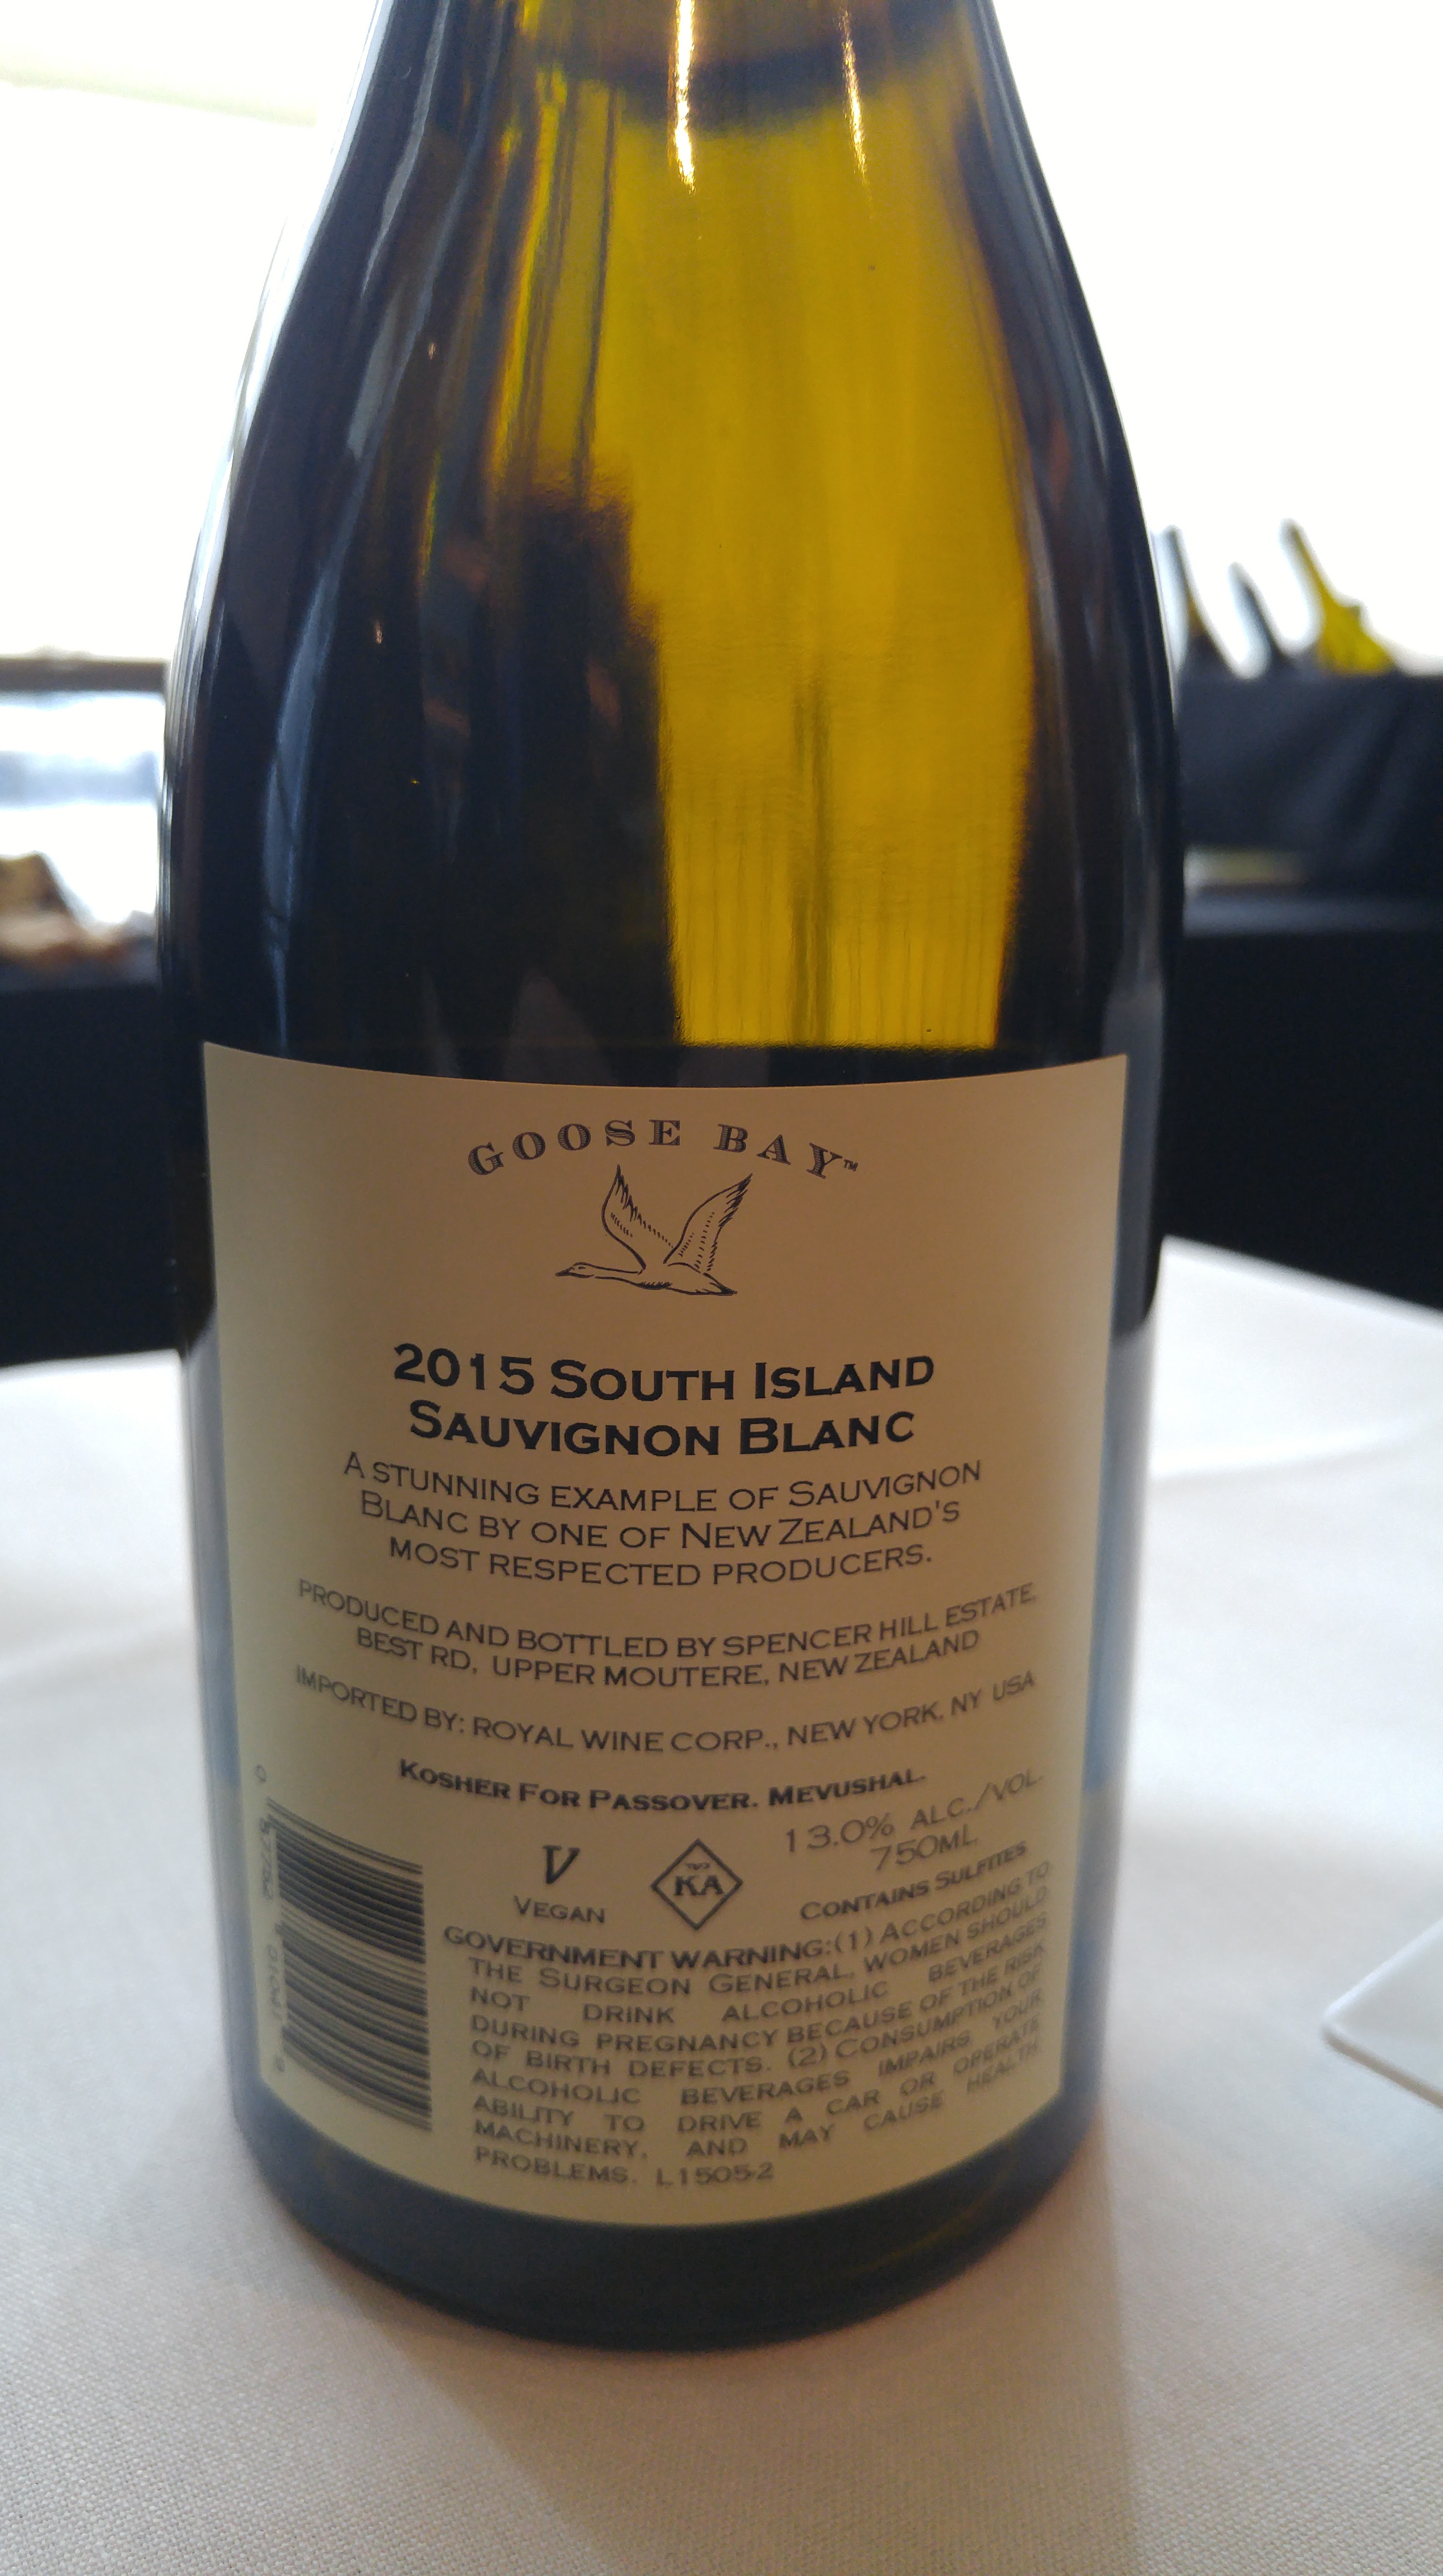 GOOSE BAY™
2015 SOUTH ISLAND
SAUVIGNON BLANC
A STUNNING EXAMPLE OF SAUVIGNON
BLANC BY ONE OF NEW ZEALAND'S
MOST RESPECTED PRODUCERS.
PRODUCED AND BOTTLED BY SPENCER HILL ESTATE,
BEST RD, UPPER MOUTERE, NEW ZEALAND
IMPORTED BY: ROYAL WINE CORP., NEW YORK, NY USA
KOSHER FOR PASSOVER. MEVUSHAL.
13.0% ALC./VOL.
750ML
CONTAINS SULFITES
V
VEGAN
KA
GOVERNMENT WARNING:(1) ACCORDING TO
THE SURGEON GENERAL, WOMEN SHOULD
NOT DRINK ALCOHOLIC BEVERAGES
DURING PREGNANCY BECAUSE OF THE RISK
OF BIRTH DEFECTS. (2) CONSUMPTION OF
ALCOHOLIC BEVERAGES IMPAIRS YOUR
ABILITY TO DRIVE A CAR OR OPERATE
MACHINERY, AND MAY CAUSE HEALTH
PROBLEMS. L1505-2